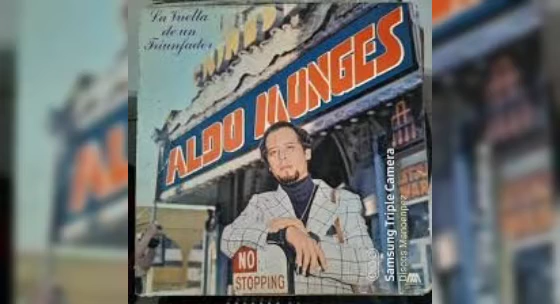 La Vuelta
de un
Triunfador
ALDO MONGES
NO
STOPPING
Samsung Triple Camera